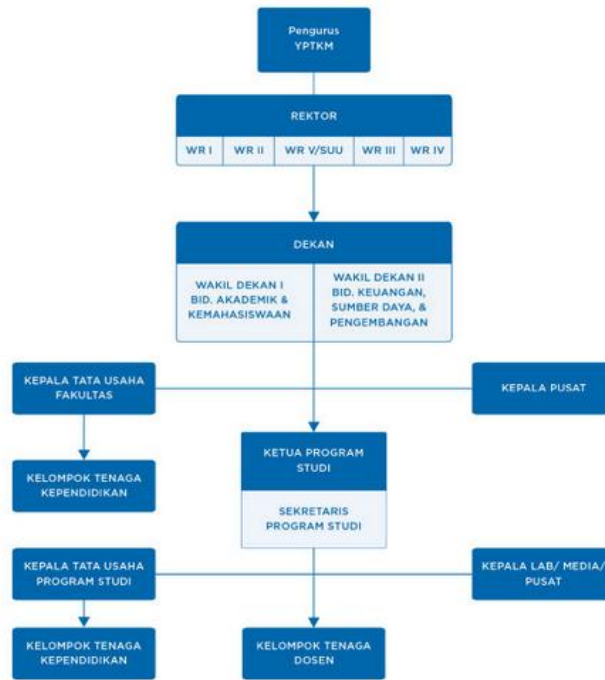 Pengurus
YPTKM
REKTOR
WR I
WR II
WR V/SUU
WR III
WR IV
DEKAN
WAKIL DEKAN I
BID. AKADEMIK &
KEMAHASISWAAN
WAKIL DEKAN II
BID. KEUANGAN,
SUMBER DAYA, &
PENGEMBANGAN
KEPALA TATA USAHA
FAKULTAS
KEPALA PUSAT
KELOMPOK TENAGA
KEPENDIDIKAN
KETUA PROGRAM
STUDI
SEKRETARIS
PROGRAM STUDI
KEPALA TATA USAHA
PROGRAM STUDI
KEPALA LAB/ MEDIA/
PUSAT
KELOMPOK TENAGA
KEPENDIDIKAN
KELOMPOK TENAGA
DOSEN